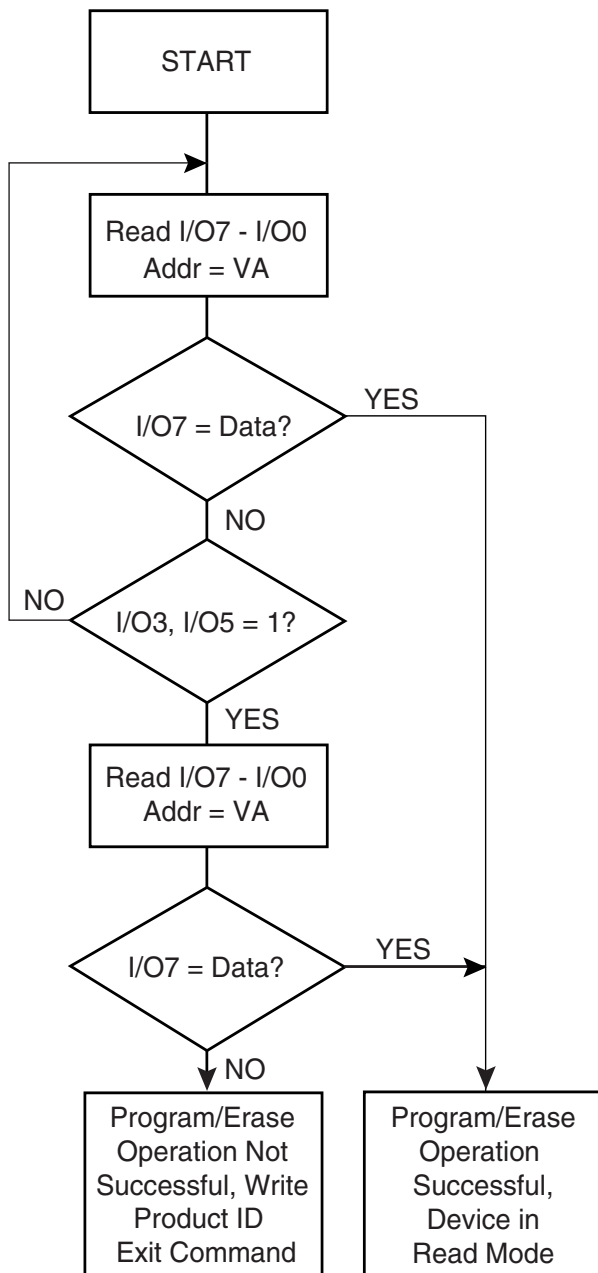 START
Read I/O7 - I/O0
Addr = VA
I/O7 = Data?
YES
NO
NO
I/O3, I/O5 = 1?
YES
Read I/O7 - I/O0
Addr = VA
I/O7 = Data?
YES
NO
Program/Erase
Operation Not
Successful, Write
Product ID
Exit Command
Program/Erase
Operation
Successful,
Device in
Read Mode